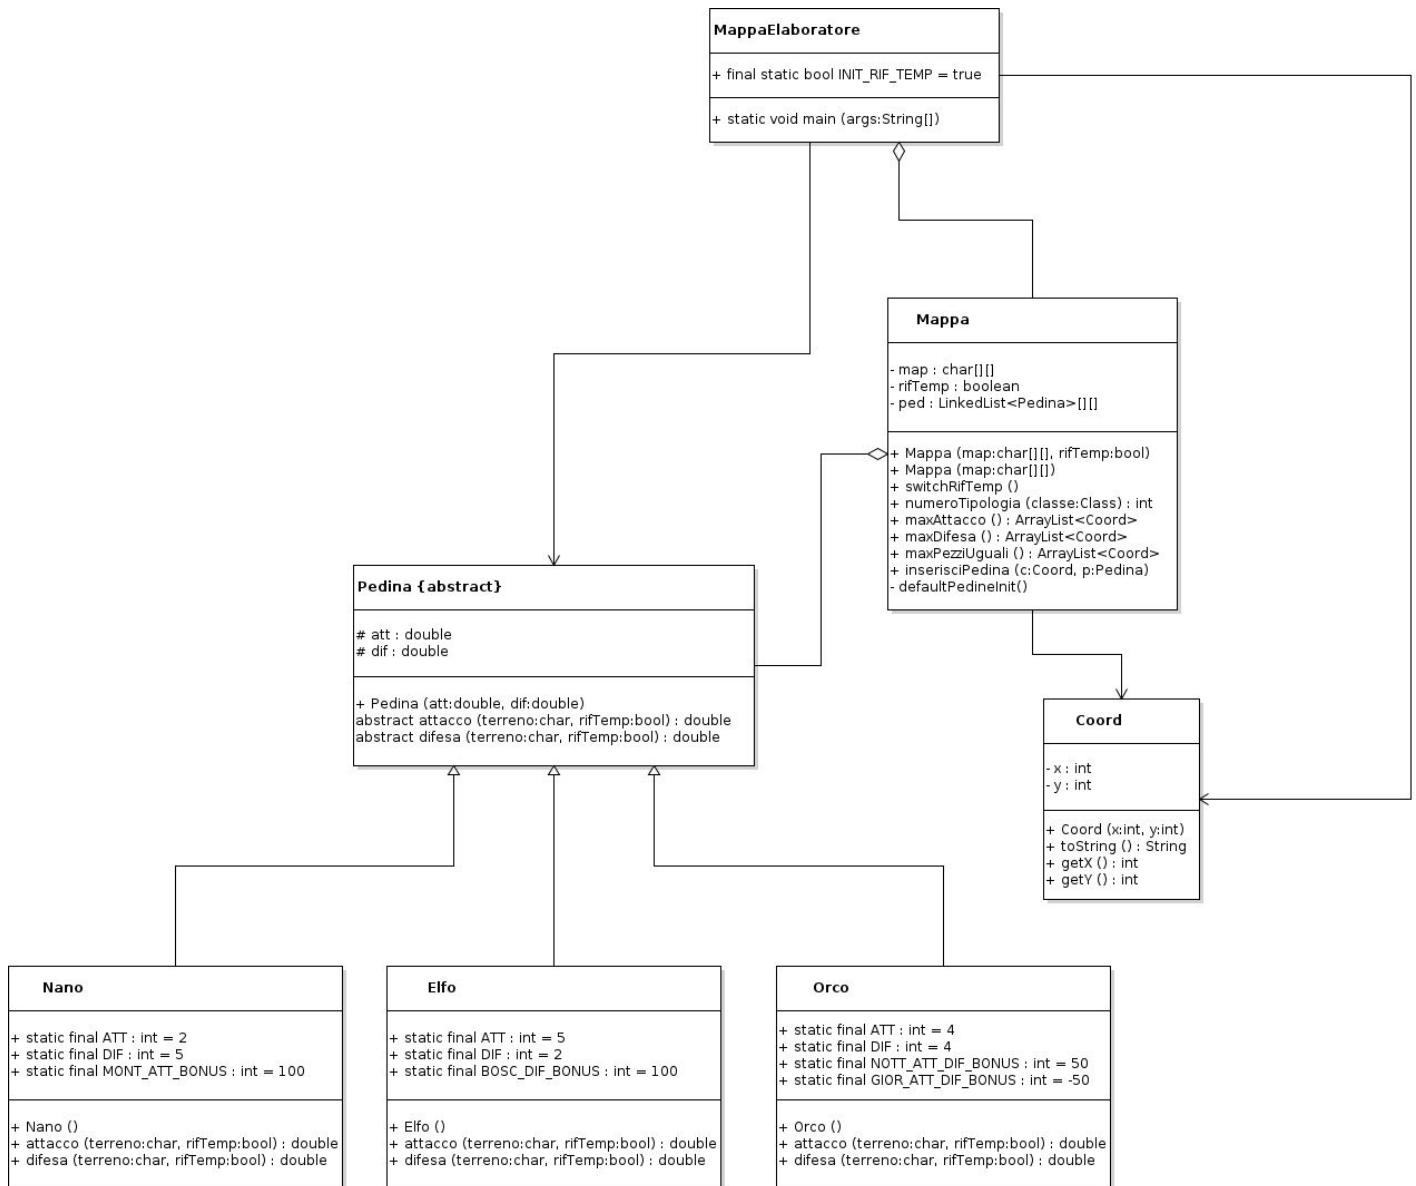 MappaElaboratore
+ final static bool INIT_RIF_TEMP = true
+ static void main (args:String[])
Mappa
- map : char[][]
- rifTemp : boolean
- ped : LinkedList<Pedina>[][]
+ Mappa (map:char[][], rifTemp:bool)
+ Mappa (map:char[][])
+ switchRifTemp ()
+ numeroTipologia (classe:Class) : int
+ maxAttacco () : ArrayList<Coord>
+ maxDifesa () : ArrayList<Coord>
+ maxPezziUguali () : ArrayList<Coord>
+ inserisciPedina (c:Coord, p:Pedina)
- defaultPedineInit()
Pedina {abstract}
# att : double
# dif : double
+ Pedina (att:double, dif:double)
abstract attacco (terreno:char, rifTemp:bool) : double
abstract difesa (terreno:char, rifTemp:bool) : double
Coord
- x : int
- y : int
+ Coord (x:int, y:int)
+ toString () : String
+ getX () : int
+ getY () : int
Nano
+ static final ATT : int = 2
+ static final DIF : int = 5
+ static final MONT_ATT_BONUS : int = 100
+ Nano ()
+ attacco (terreno:char, rifTemp:bool) : double
+ difesa (terreno:char, rifTemp:bool) : double
Elfo
+ static final ATT : int = 5
+ static final DIF : int = 2
+ static final BOSC_DIF_BONUS : int = 100
+ Elfo ()
+ attacco (terreno:char, rifTemp:bool) : double
+ difesa (terreno:char, rifTemp:bool) : double
Orco
+ static final ATT : int = 4
+ static final DIF : int = 4
+ static final NOTT_ATT_DIF_BONUS : int = 50
+ static final GIOR_ATT_DIF_BONUS : int = -50
+ Orco ()
+ attacco (terreno:char, rifTemp:bool) : double
+ difesa (terreno:char, rifTemp:bool) : double